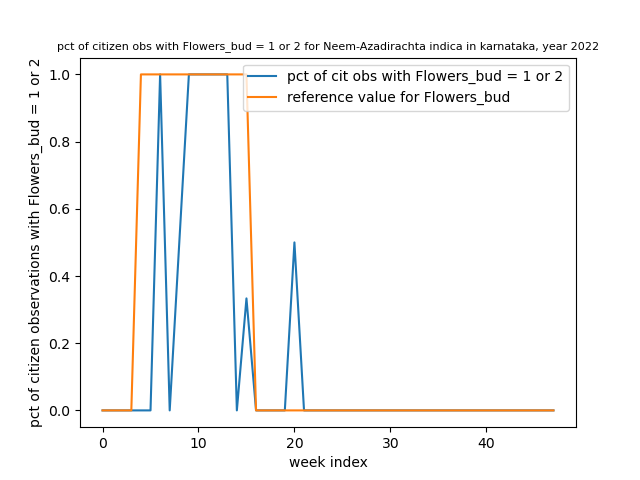 pct of citizen obs with Flowers_bud = 1 or 2 for Neem-Azadirachta indica in karnataka, year 2022
pct of cit obs with Flowers_bud = 1 or 2
reference value for Flowers_bud
pct of citizen observations with Flowers_bud = 1 or 2
1.0
0.8
0.6
0.4
0.2
0.0
0
10
20
30
40
week index